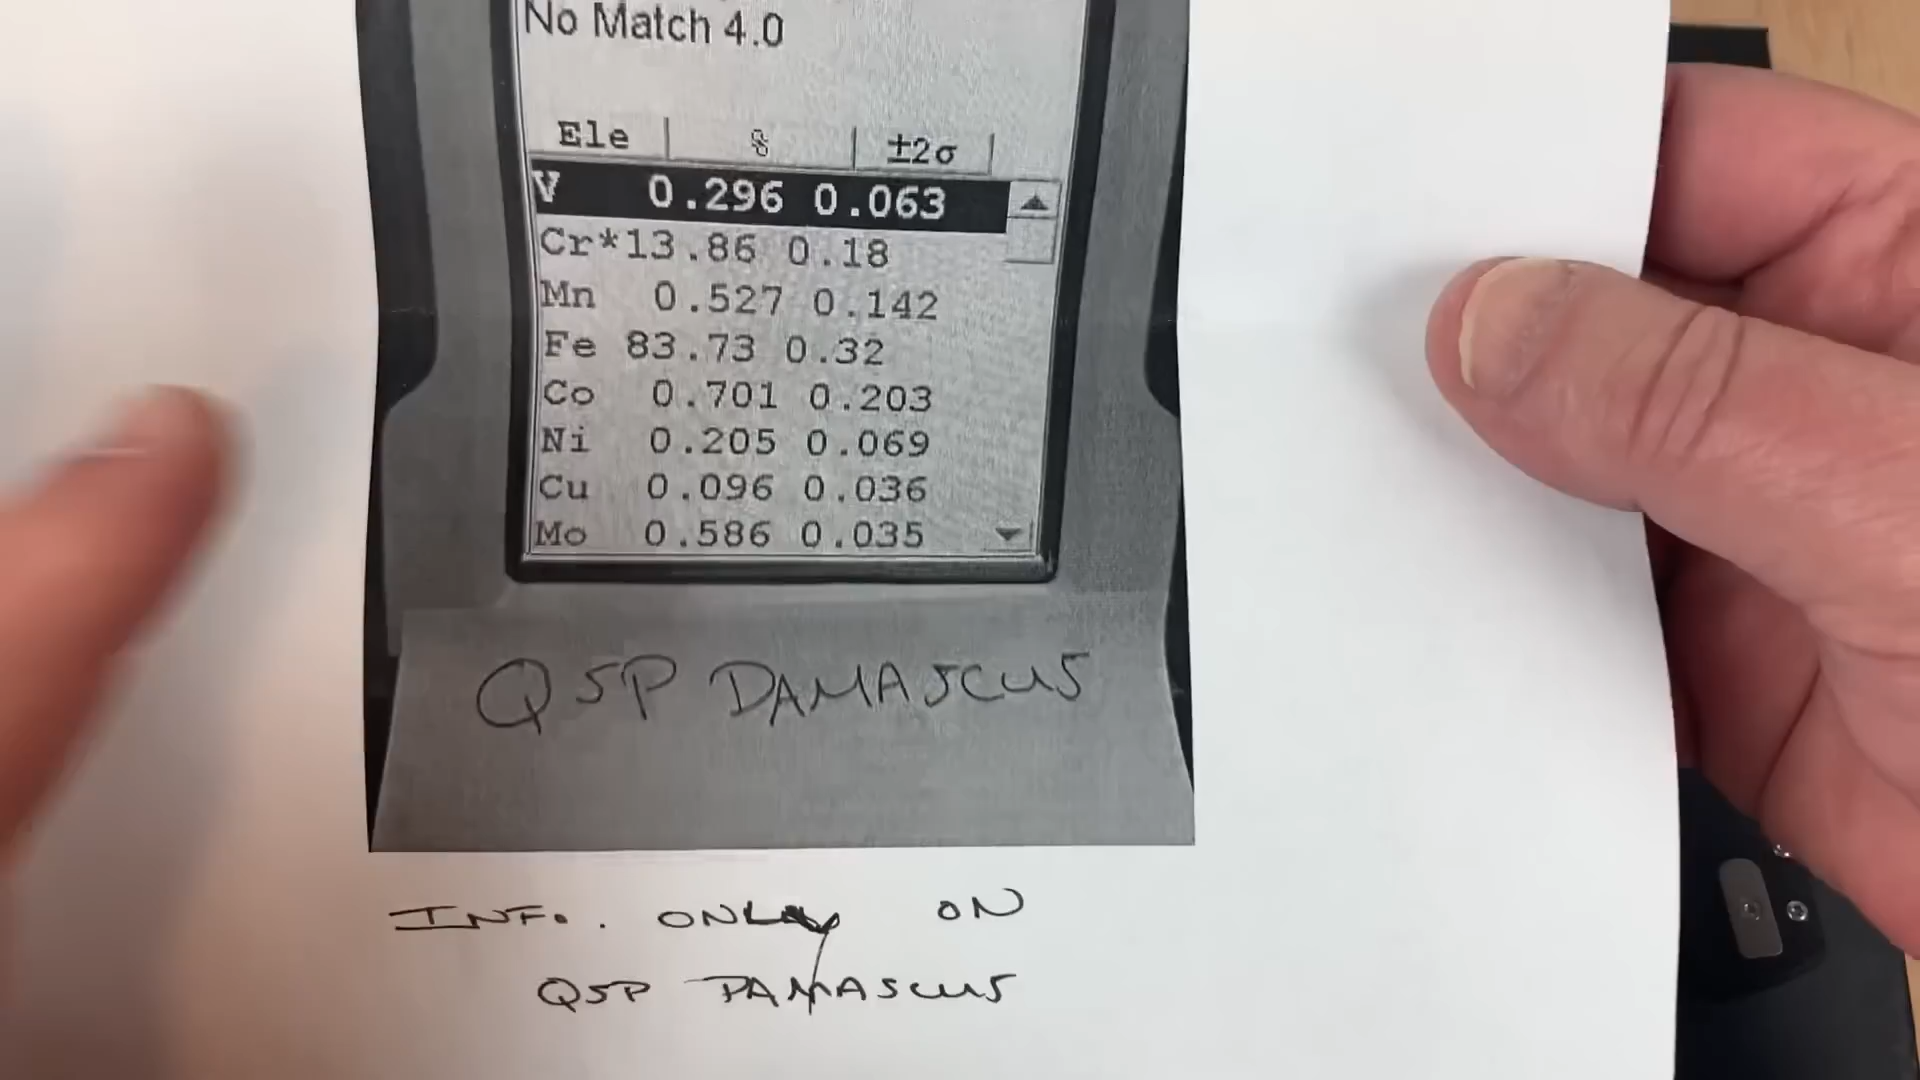 No Match 4.0
Ele % ±2σ
V 0.296 0.063
Cr*13.86 0.18
Mn 0.527 0.142
Fe 83.73 0.32
Co 0.701 0.203
Ni 0.205 0.069
Cu 0.096 0.036
Mo 0.586 0.035
QSP DAMASCUS
INFO. ONLY ON
QSP DAMASCUS